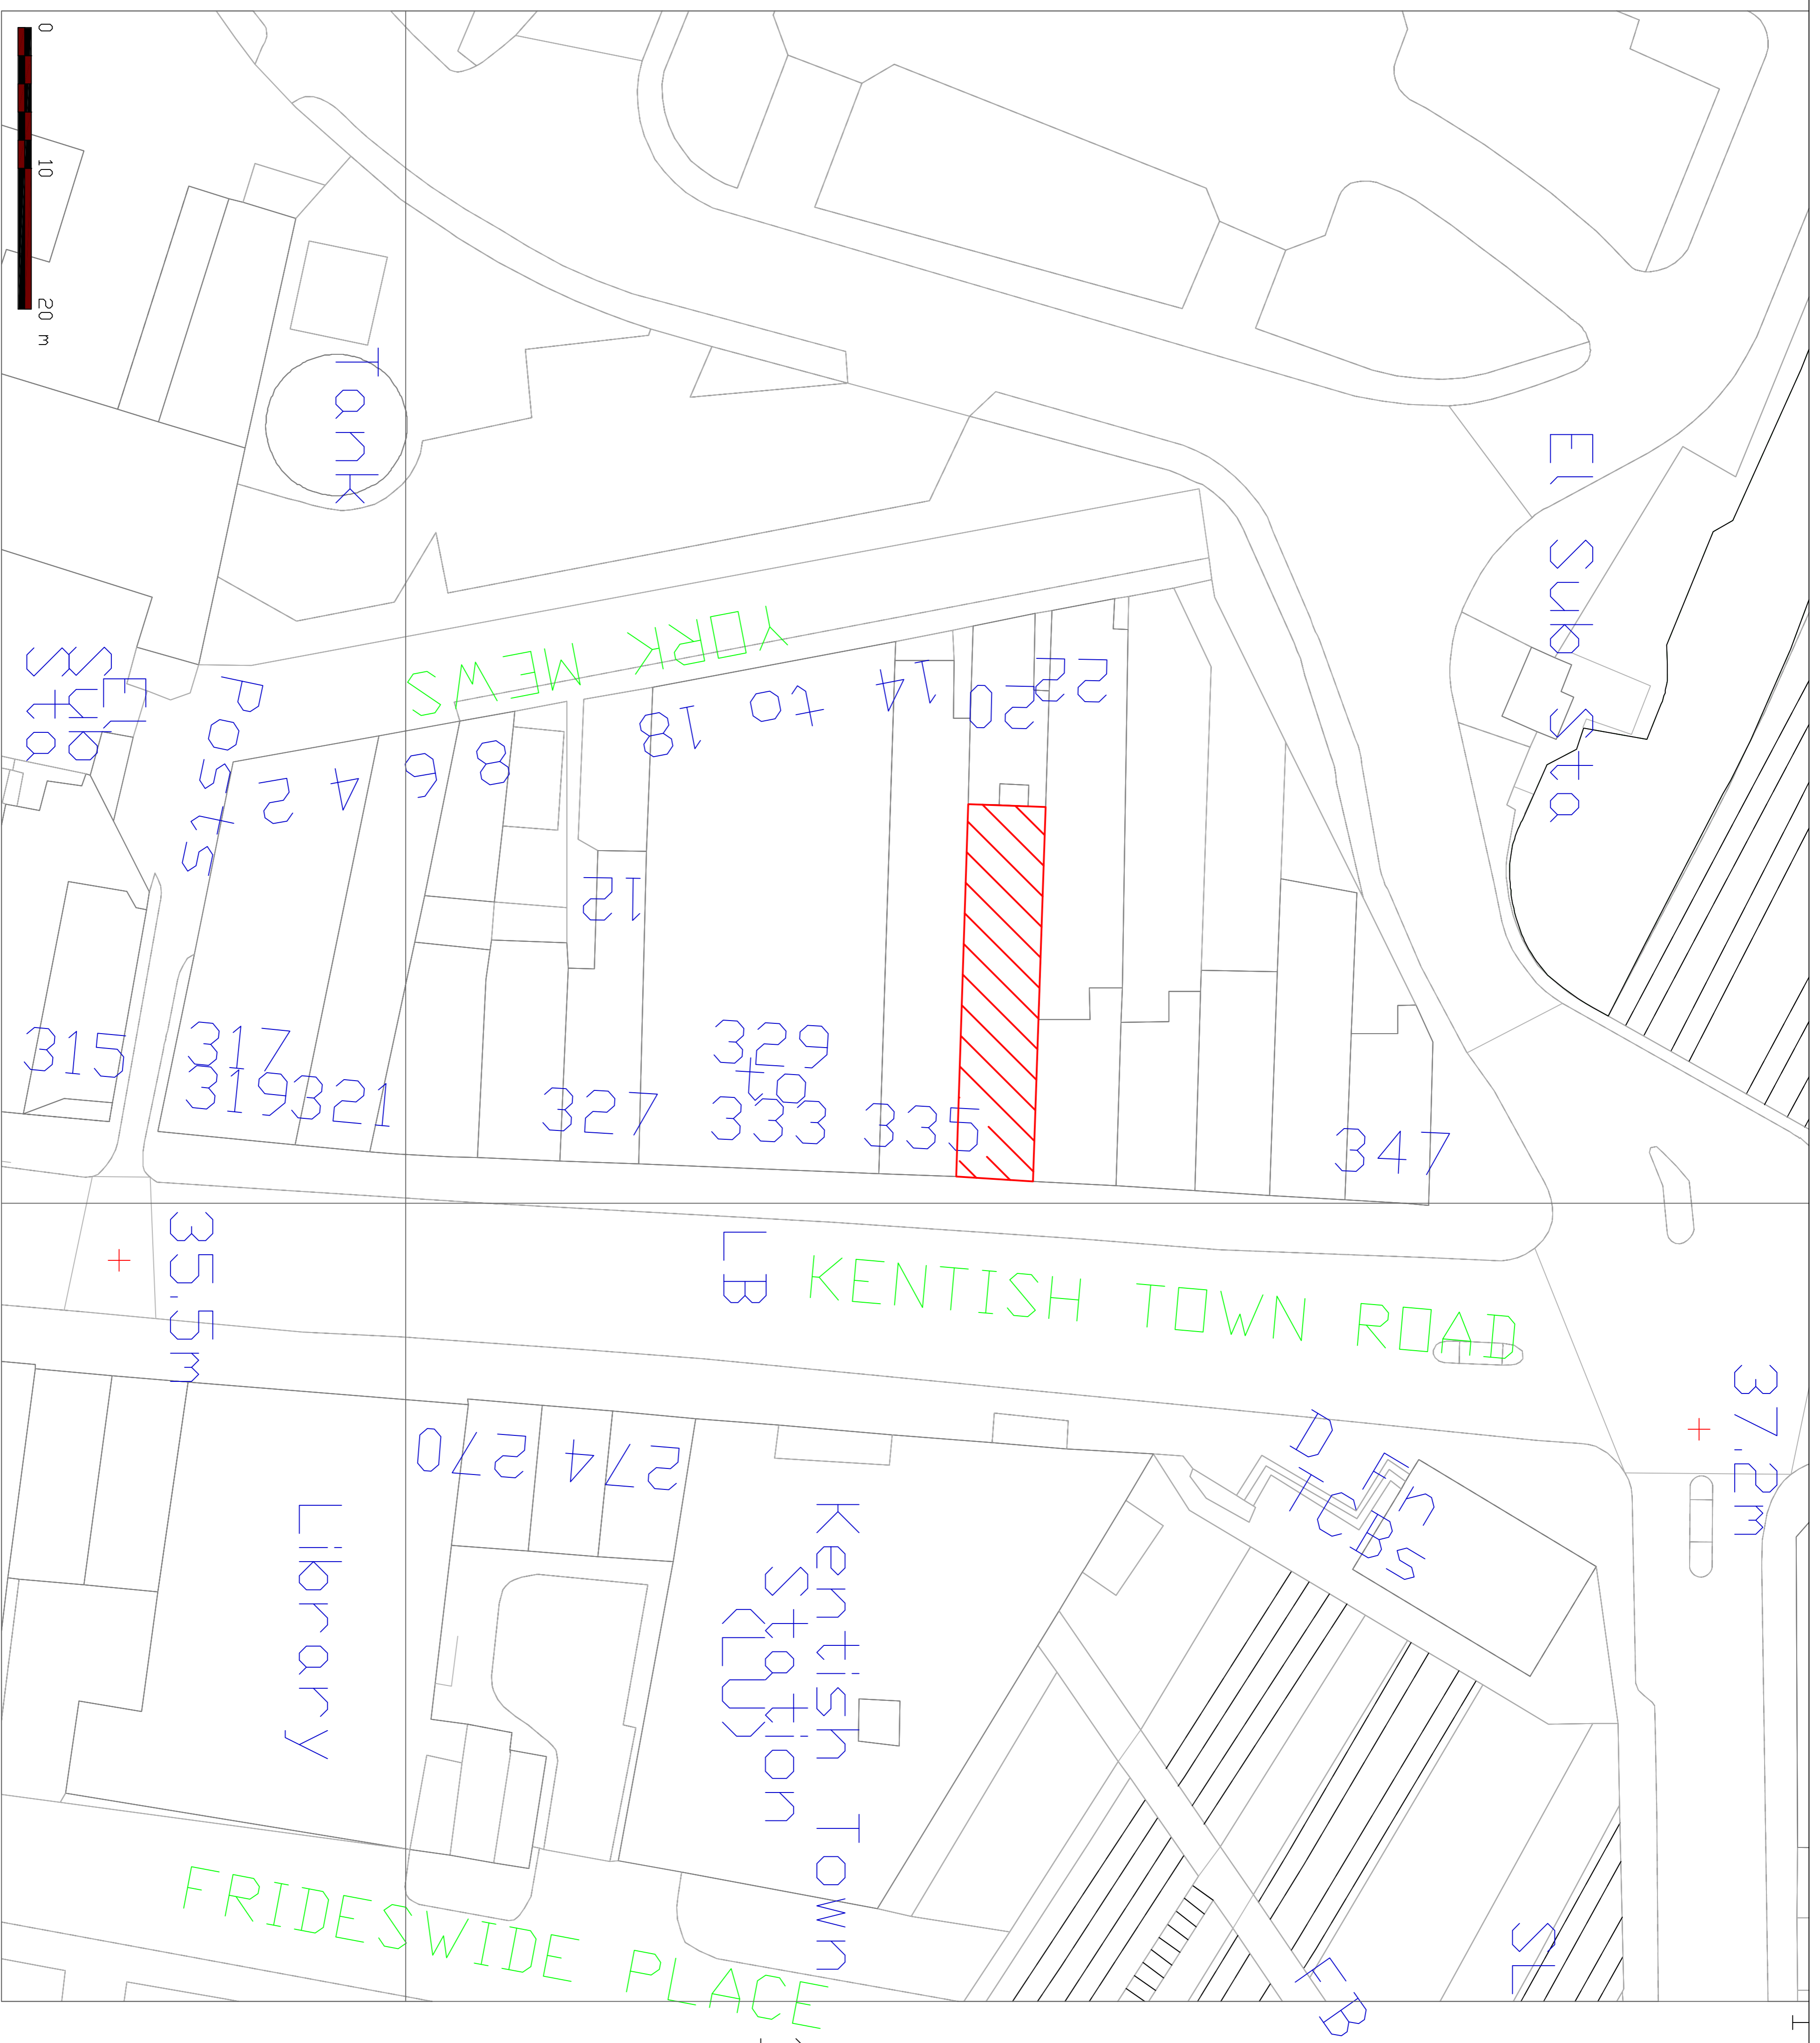 0
10
20 m
Tank
El Sub Sta
YORK MEWS
El
Sub
Sta
Posts
2
4
6
8
12
14 to 18
20
22
315
317
319
321
327
329
to
333
335
347
35.5m
LB
KENTISH TOWN ROAD
37.2m
270
274
Library
Kentish Town
Station
(LU)
TCBs
FRIDESWIDE PLACE
FB
SL